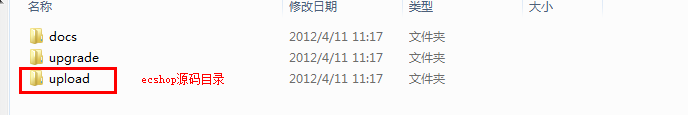 名称 修改日期 类型 大小
docs 2012/4/11 11:17 文件夹
upgrade 2012/4/11 11:17 文件夹
upload ecshop源码目录 2012/4/11 11:17 文件夹